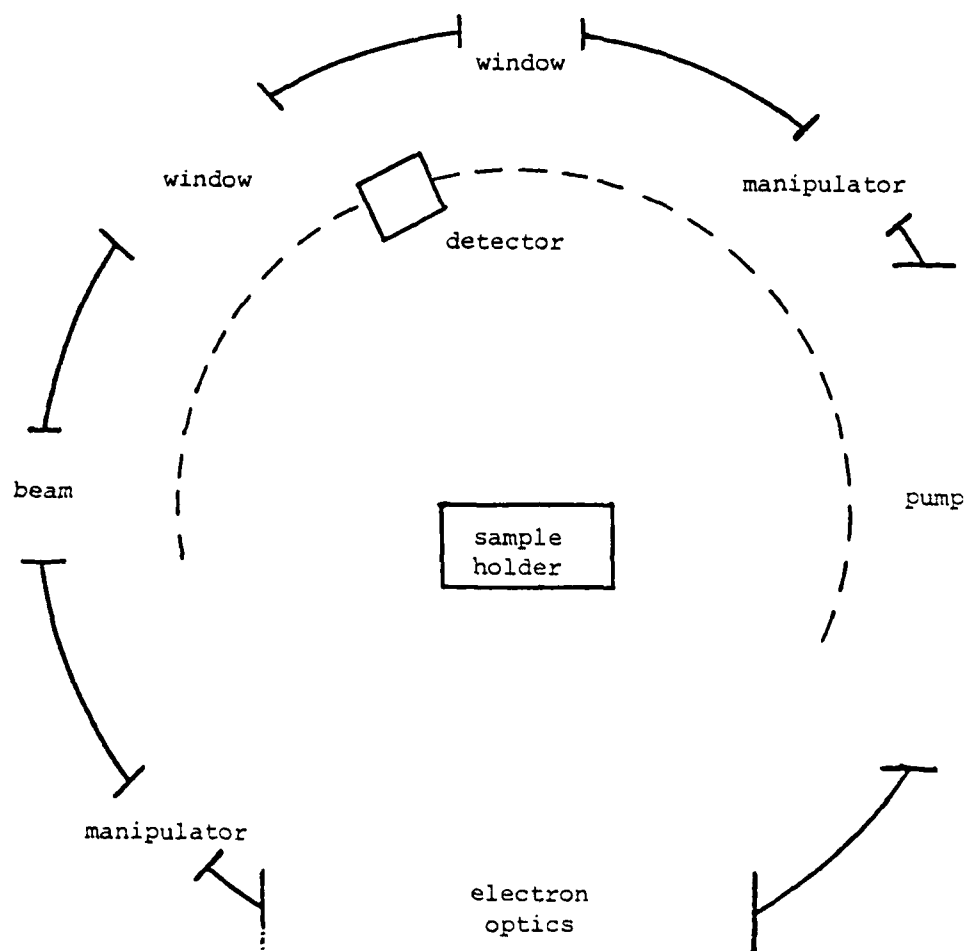 window
window
manipulator
detector
beam
pump
sample
holder
manipulator
electron
optics